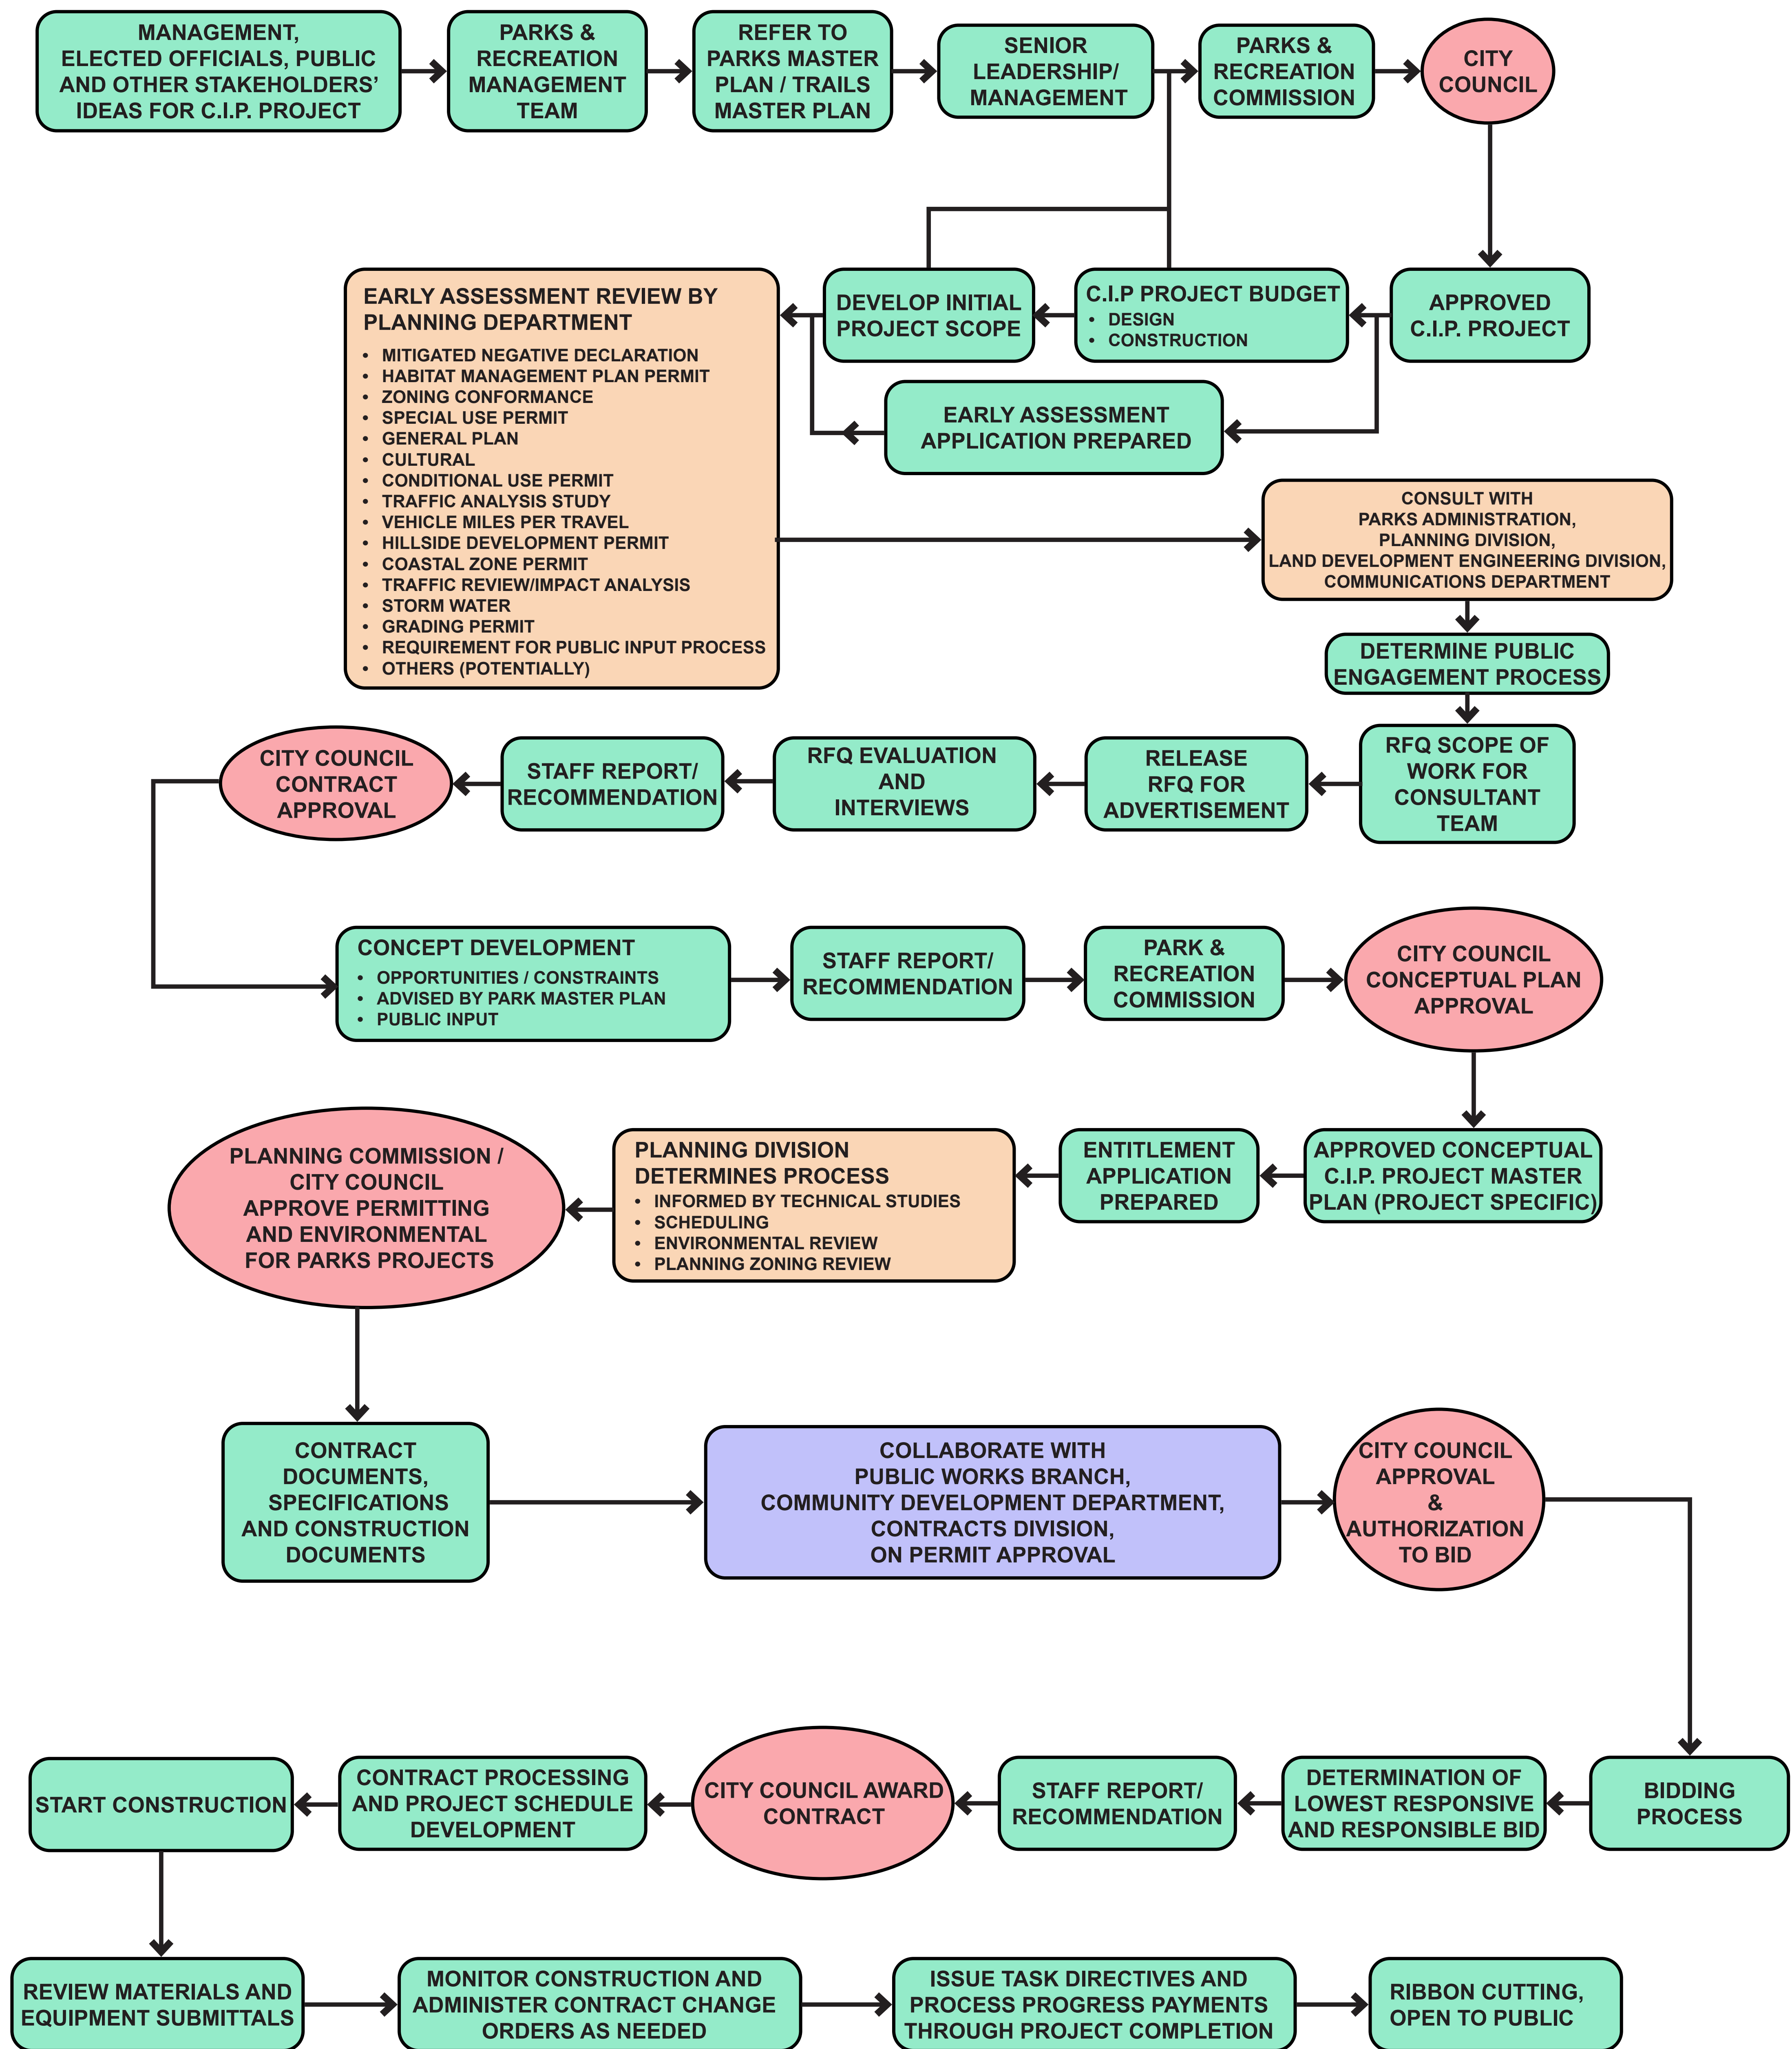 MANAGEMENT,
ELECTED OFFICIALS, PUBLIC
AND OTHER STAKEHOLDERS’
IDEAS FOR C.I.P. PROJECT
PARKS &
RECREATION
MANAGEMENT
TEAM
REFER TO
PARKS MASTER
PLAN / TRAILS
MASTER PLAN
SENIOR
LEADERSHIP/
MANAGEMENT
PARKS &
RECREATION
COMMISSION
CITY
COUNCIL
APPROVED
C.I.P. PROJECT
C.I.P PROJECT BUDGET
• DESIGN
• CONSTRUCTION
DEVELOP INITIAL
PROJECT SCOPE
EARLY ASSESSMENT
APPLICATION PREPARED
EARLY ASSESSMENT REVIEW BY
PLANNING DEPARTMENT
• MITIGATED NEGATIVE DECLARATION
• HABITAT MANAGEMENT PLAN PERMIT
• ZONING CONFORMANCE
• SPECIAL USE PERMIT
• GENERAL PLAN
• CULTURAL
• CONDITIONAL USE PERMIT
• TRAFFIC ANALYSIS STUDY
• VEHICLE MILES PER TRAVEL
• HILLSIDE DEVELOPMENT PERMIT
• COASTAL ZONE PERMIT
• TRAFFIC REVIEW/IMPACT ANALYSIS
• STORM WATER
• GRADING PERMIT
• REQUIREMENT FOR PUBLIC INPUT PROCESS
• OTHERS (POTENTIALLY)
CONSULT WITH
PARKS ADMINISTRATION,
PLANNING DIVISION,
LAND DEVELOPMENT ENGINEERING DIVISION,
COMMUNICATIONS DEPARTMENT
DETERMINE PUBLIC
ENGAGEMENT PROCESS
RFQ SCOPE OF
WORK FOR
CONSULTANT
TEAM
RELEASE
RFQ FOR
ADVERTISEMENT
RFQ EVALUATION
AND
INTERVIEWS
STAFF REPORT/
RECOMMENDATION
CITY COUNCIL
CONTRACT
APPROVAL
CONCEPT DEVELOPMENT
• OPPORTUNITIES / CONSTRAINTS
• ADVISED BY PARK MASTER PLAN
• PUBLIC INPUT
STAFF REPORT/
RECOMMENDATION
PARK &
RECREATION
COMMISSION
CITY COUNCIL
CONCEPTUAL PLAN
APPROVAL
APPROVED CONCEPTUAL
C.I.P. PROJECT MASTER
PLAN (PROJECT SPECIFIC)
ENTITLEMENT
APPLICATION
PREPARED
PLANNING DIVISION
DETERMINES PROCESS
• INFORMED BY TECHNICAL STUDIES
• SCHEDULING
• ENVIRONMENTAL REVIEW
• PLANNING ZONING REVIEW
PLANNING COMMISSION /
CITY COUNCIL
APPROVE PERMITTING
AND ENVIRONMENTAL
FOR PARKS PROJECTS
CONTRACT
DOCUMENTS,
SPECIFICATIONS
AND CONSTRUCTION
DOCUMENTS
COLLABORATE WITH
PUBLIC WORKS BRANCH,
COMMUNITY DEVELOPMENT DEPARTMENT,
CONTRACTS DIVISION,
ON PERMIT APPROVAL
CITY COUNCIL
APPROVAL
&
AUTHORIZATION
TO BID
BIDDING
PROCESS
DETERMINATION OF
LOWEST RESPONSIVE
AND RESPONSIBLE BID
STAFF REPORT/
RECOMMENDATION
CITY COUNCIL AWARD
CONTRACT
CONTRACT PROCESSING
AND PROJECT SCHEDULE
DEVELOPMENT
START CONSTRUCTION
REVIEW MATERIALS AND
EQUIPMENT SUBMITTALS
MONITOR CONSTRUCTION AND
ADMINISTER CONTRACT CHANGE
ORDERS AS NEEDED
ISSUE TASK DIRECTIVES AND
PROCESS PROGRESS PAYMENTS
THROUGH PROJECT COMPLETION
RIBBON CUTTING,
OPEN TO PUBLIC